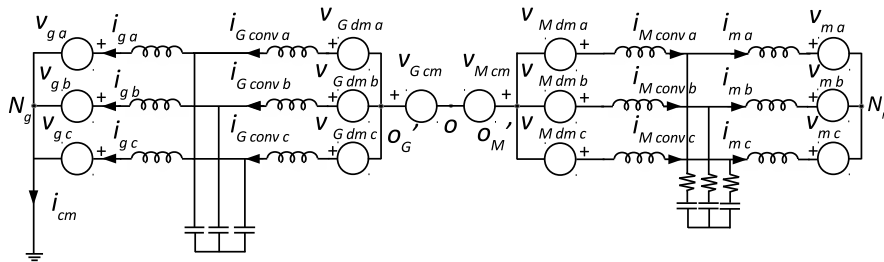 v g a + i g a i G conv a + v G dm a v G cm v M cm v M dm a + i M conv a i m a v m a +
v g b + i g b i G conv b + v G dm b + + v M dm b + i M conv b i m b v m b +
N g o G ' o o M '
v g c + i g c i G conv c + v G dm c v M dm c + i M conv c i m c v m c +
i cm